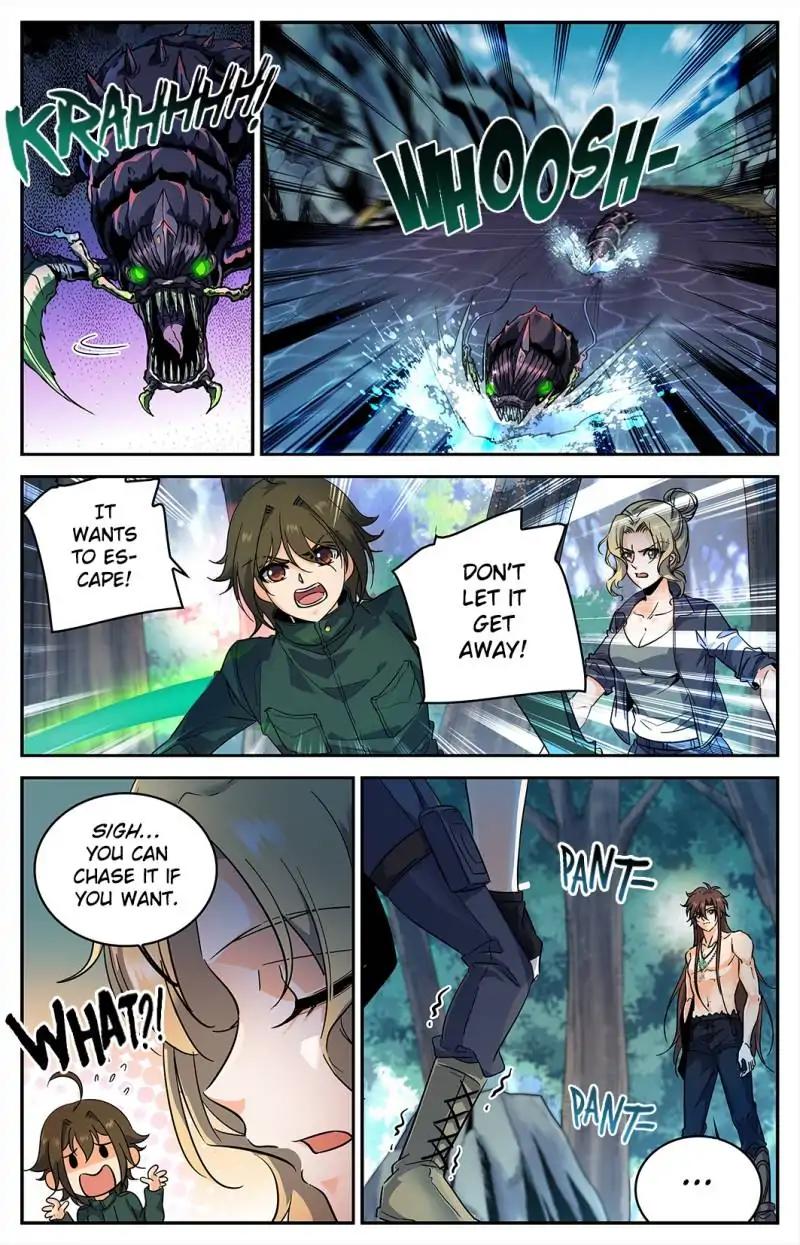 KRAHHHH!
WHOOSH-
IT
WANTS
TO ES-
CAPE!
DON'T
LET IT
GET
AWAY!
SIGH...
YOU CAN
CHASE IT IF
YOU WANT.
WHAT?!
PANT-
PANT-
...